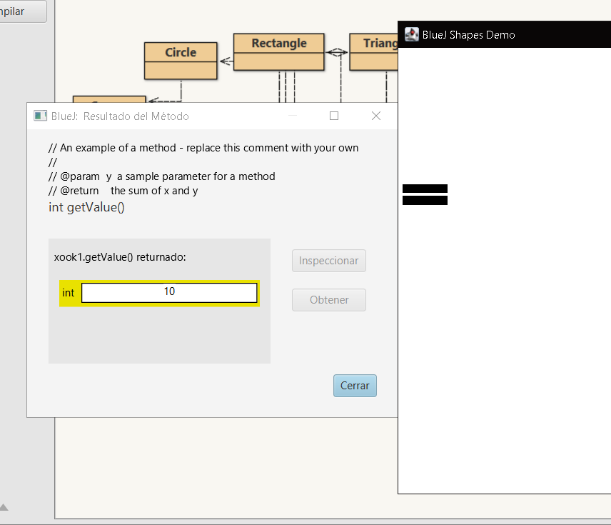 npilar
BlueJ Shapes Demo
Circle
Rectangle
Triang
BlueJ: Resultado del Método
// An example of a method - replace this comment with your own
//
// @param y a sample parameter for a method
// @return the sum of x and y
int getValue()
xook1.getValue() returnado:
Inspeccionar
int
10
Obtener
Cerrar